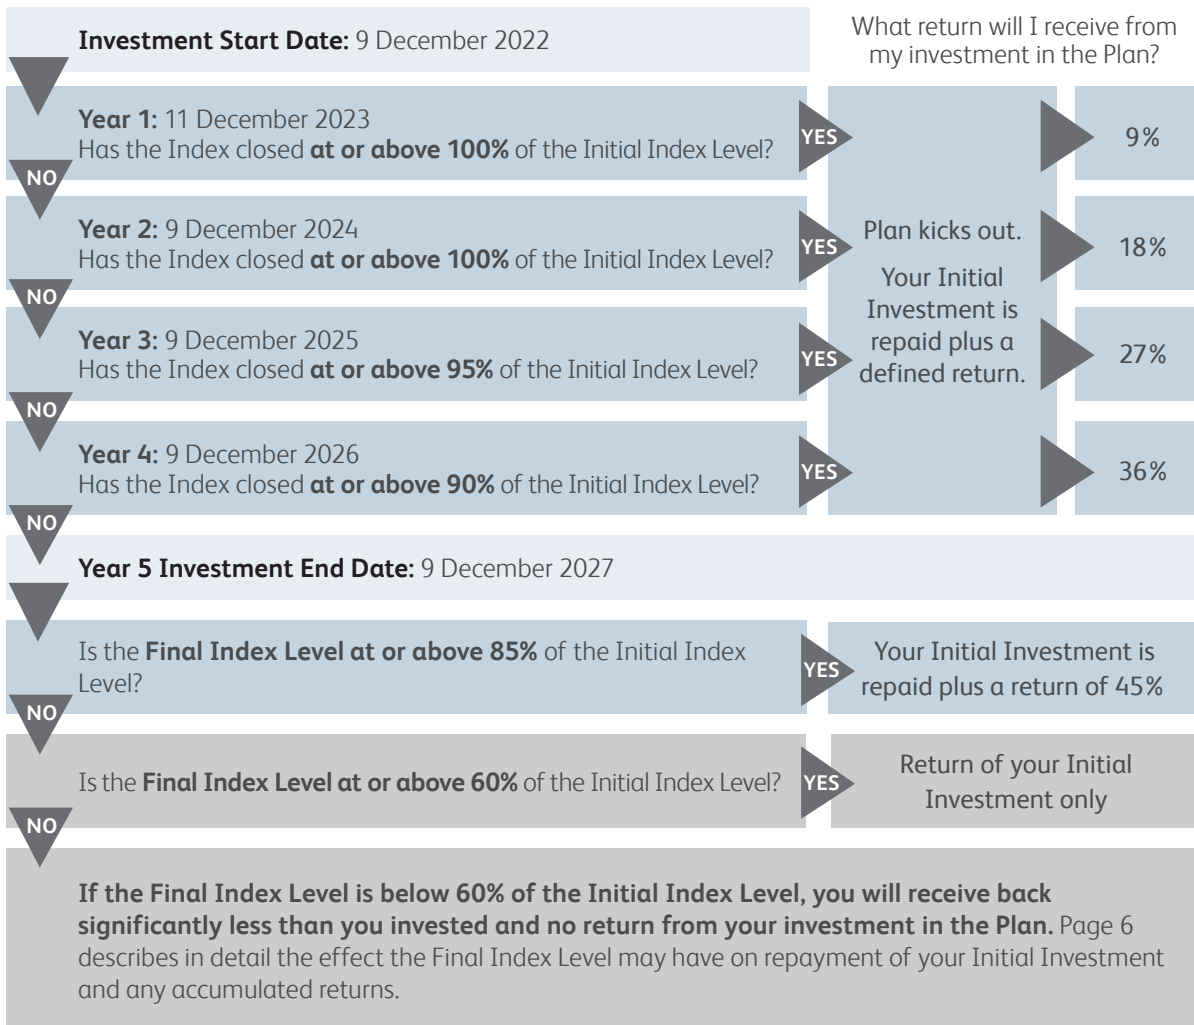 Investment Start Date: 9 December 2022
What return will I receive from
my investment in the Plan?
Year 1: 11 December 2023
Has the Index closed at or above 100% of the Initial Index Level?
YES
9%
NO
Year 2: 9 December 2024
Has the Index closed at or above 100% of the Initial Index Level?
YES
18%
NO
Year 3: 9 December 2025
Has the Index closed at or above 95% of the Initial Index Level?
YES
27%
NO
Year 4: 9 December 2026
Has the Index closed at or above 90% of the Initial Index Level?
YES
36%
Plan kicks out.
Your Initial
Investment is
repaid plus a
defined return.
NO
Year 5 Investment End Date: 9 December 2027
Is the Final Index Level at or above 85% of the Initial Index
Level?
YES
Your Initial Investment is
repaid plus a return of 45%
NO
Is the Final Index Level at or above 60% of the Initial Index Level?
YES
Return of your Initial
Investment only
NO
If the Final Index Level is below 60% of the Initial Index Level, you will receive back
significantly less than you invested and no return from your investment in the Plan. Page 6
describes in detail the effect the Final Index Level may have on repayment of your Initial Investment
and any accumulated returns.